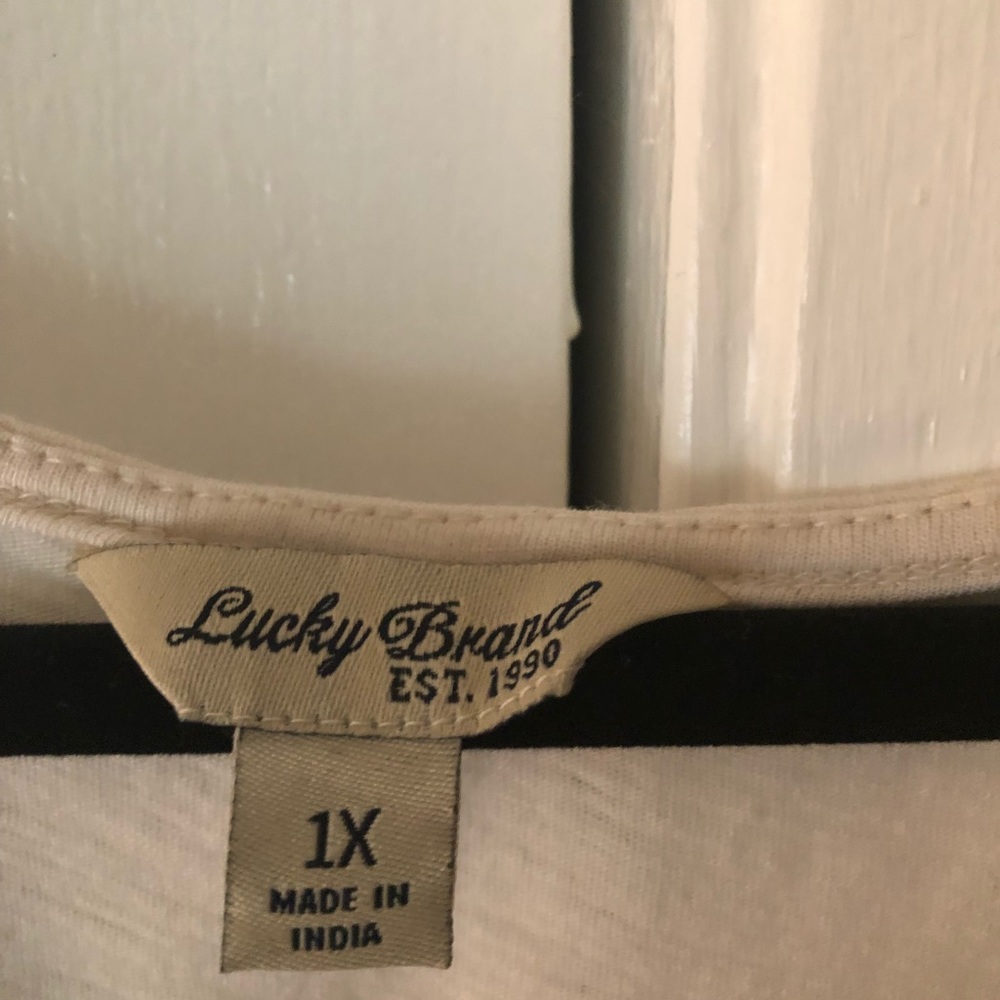 Lucky Brand
EST. 1990
1X
MADE IN
INDIA